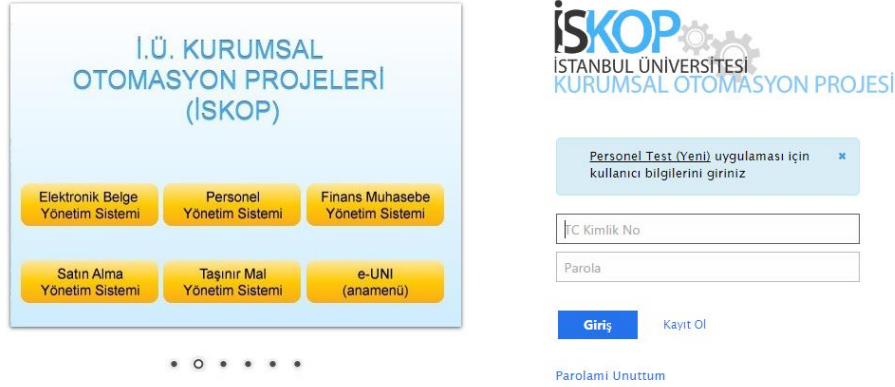 İ.Ü. KURUMSAL
OTOMASYON PROJELERİ
(İSKOP)
Elektronik Belge
Yönetim Sistemi
Personel
Yönetim Sistemi
Finans Muhasebe
Yönetim Sistemi
Satın Alma
Yönetim Sistemi
Taşınır Mal
Yönetim Sistemi
e-UNI
(anamenü)
İSKOP
İSTANBUL ÜNİVERSİTESİ
KURUMSAL OTOMASYON PROJESİ
Personel Test (Yeni) uygulaması için
kullanıcı bilgilerini giriniz
TC Kimlik No
Parola
Giriş
Kayıt Ol
Parolami Unuttum